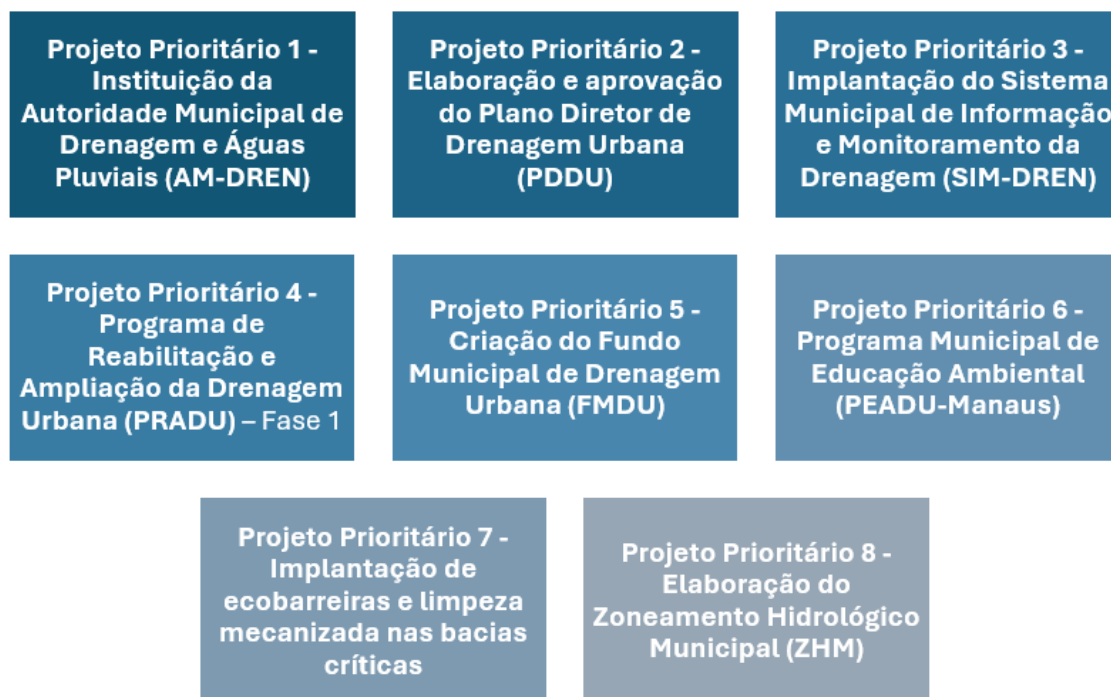 Projeto Prioritário 1 -
Instituição da
Autoridade Municipal de
Drenagem e Águas
Pluviais (AM-DREN)
Projeto Prioritário 2 -
Elaboração e aprovação
do Plano Diretor de
Drenagem Urbana
(PDDU)
Projeto Prioritário 3 -
Implantação do Sistema
Municipal de Informação
e Monitoramento da
Drenagem (SIM-DREN)
Projeto Prioritário 4 -
Programa de
Reabilitação e
Ampliação da Drenagem
Urbana (PRADU) – Fase 1
Projeto Prioritário 5 -
Criação do Fundo
Municipal de Drenagem
Urbana (FMDU)
Projeto Prioritário 6 -
Programa Municipal de
Educação Ambiental
(PEADU-Manaus)
Projeto Prioritário 7 -
Implantação de
ecobarreiras e limpeza
mecanizada nas bacias
críticas
Projeto Prioritário 8 -
Elaboração do
Zoneamento Hidrológico
Municipal (ZHM)